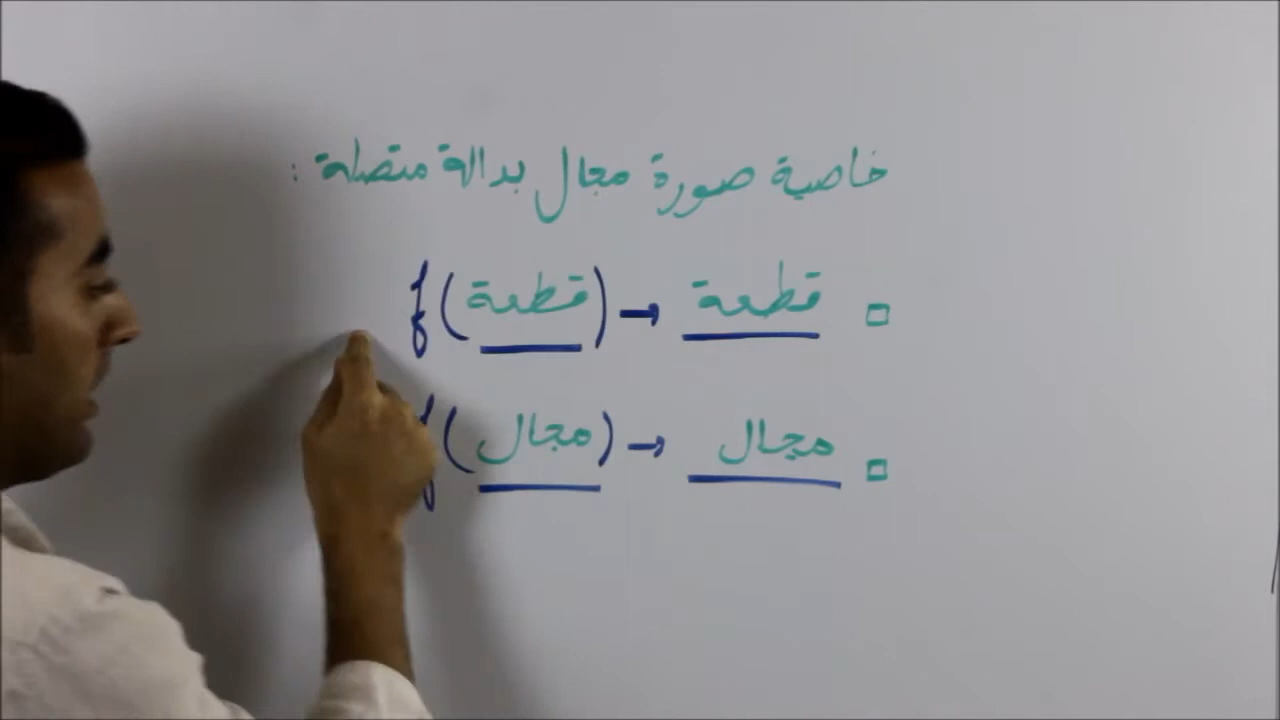 خاصية صورة مجال بدالة متصلة :
f(قطعة) → قطعة
f(مجال) → مجال